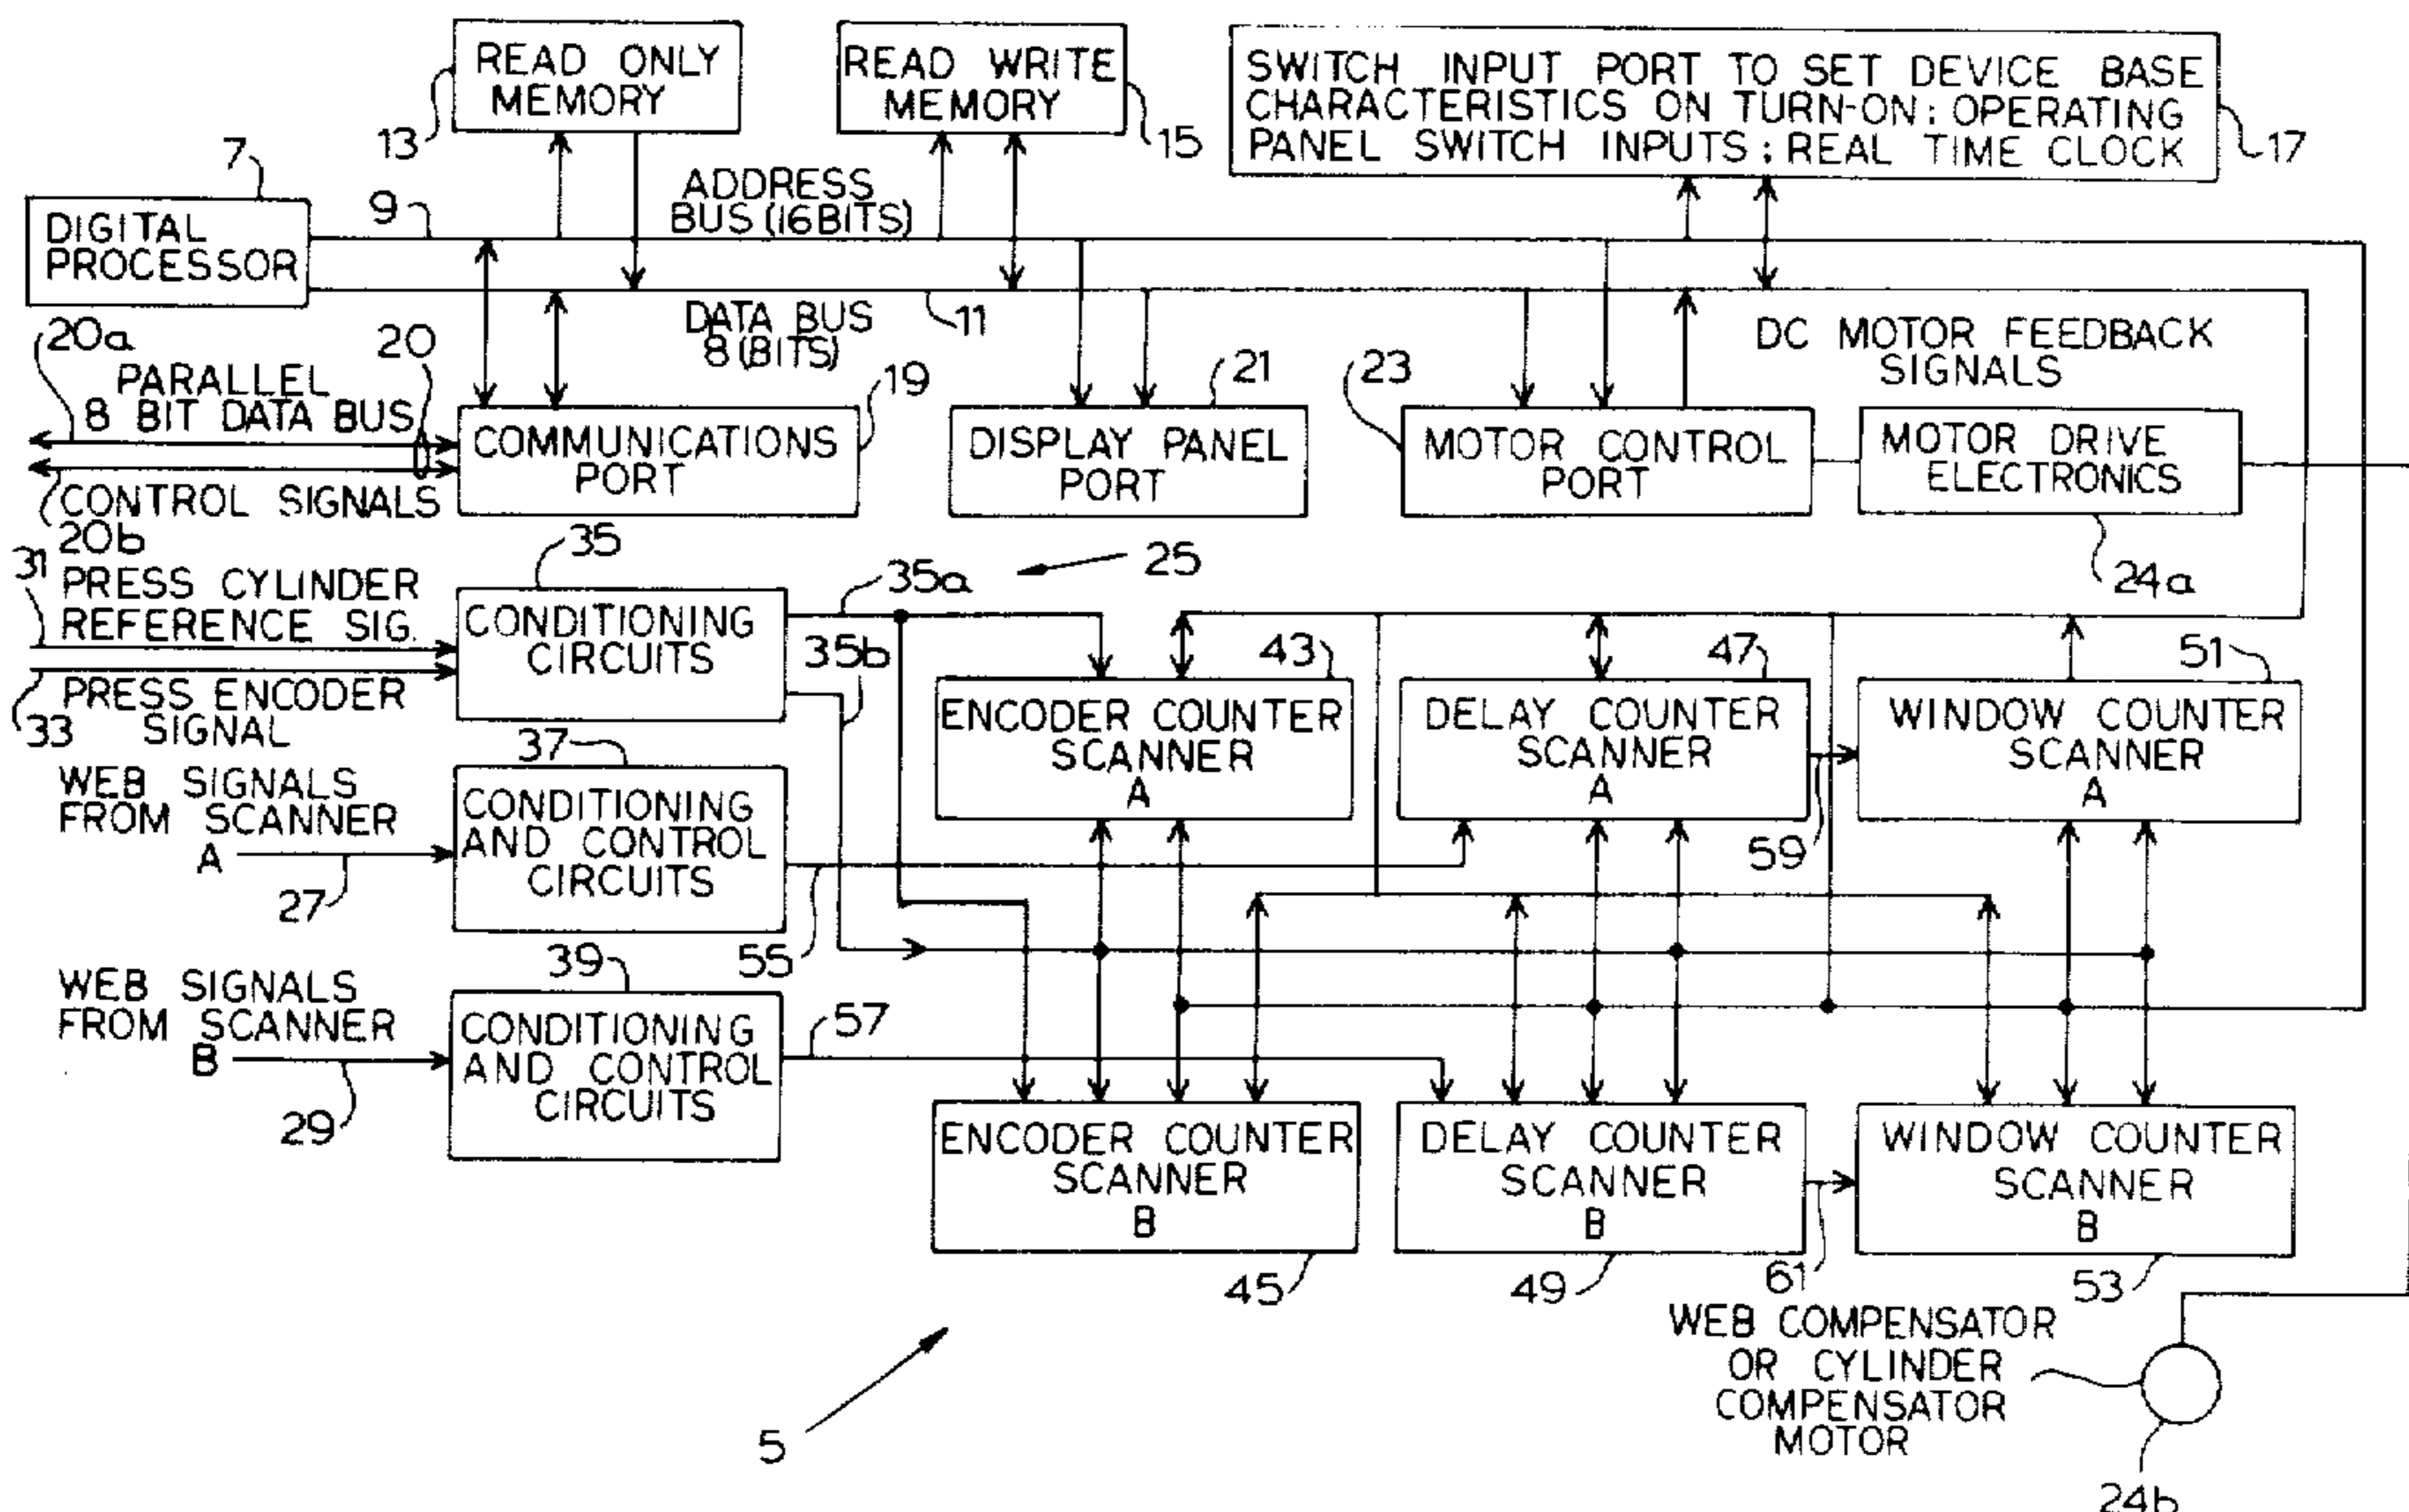 READ ONLY
MEMORY
13
READ WRITE
MEMORY
15
SWITCH INPUT PORT TO SET DEVICE BASE
CHARACTERISTICS ON TURN-ON: OPERATING
PANEL SWITCH INPUTS; REAL TIME CLOCK
17
7
DIGITAL
PROCESSOR
9
ADDRESS
BUS (16 BITS)
DATA BUS
8 (BITS)
11
20a
20
PARALLEL
8 BIT DATA BUS
CONTROL SIGNALS
20b
COMMUNICATIONS
PORT
19
DISPLAY PANEL
PORT
21
DC MOTOR FEEDBACK
SIGNALS
23
MOTOR CONTROL
PORT
MOTOR DRIVE
ELECTRONICS
24a
31
PRESS CYLINDER
REFERENCE SIG.
PRESS ENCODER
SIGNAL
33
35
CONDITIONING
CIRCUITS
35a
35b
25
WEB SIGNALS
FROM SCANNER
A
27
37
CONDITIONING
AND CONTROL
CIRCUITS
55
WEB SIGNALS
FROM SCANNER
B
29
39
CONDITIONING
AND CONTROL
CIRCUITS
57
43
ENCODER COUNTER
SCANNER
A
47
DELAY COUNTER
SCANNER
A
59
51
WINDOW COUNTER
SCANNER
A
ENCODER COUNTER
SCANNER
B
45
DELAY COUNTER
SCANNER
B
49
61
WINDOW COUNTER
SCANNER
B
53
WEB COMPENSATOR
OR CYLINDER
COMPENSATOR
MOTOR
24b
5